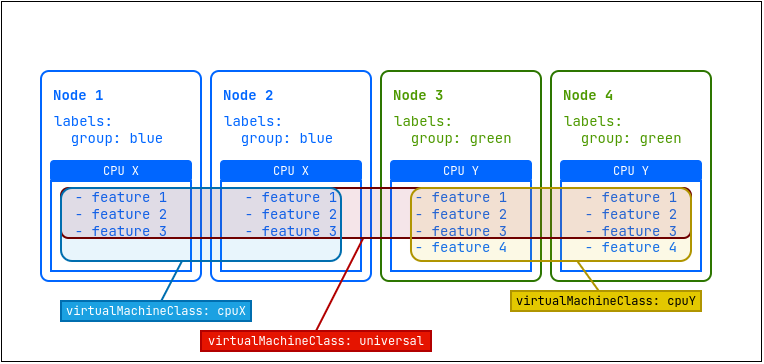 Node 1
labels:
group: blue
CPU X
- feature 1
- feature 2
- feature 3
Node 2
labels:
group: blue
CPU X
- feature 1
- feature 2
- feature 3
Node 3
labels:
group: green
CPU Y
- feature 1
- feature 2
- feature 3
- feature 4
Node 4
labels:
group: green
CPU Y
- feature 1
- feature 2
- feature 3
- feature 4
virtualMachineClass: cpuX
virtualMachineClass: universal
virtualMachineClass: cpuY